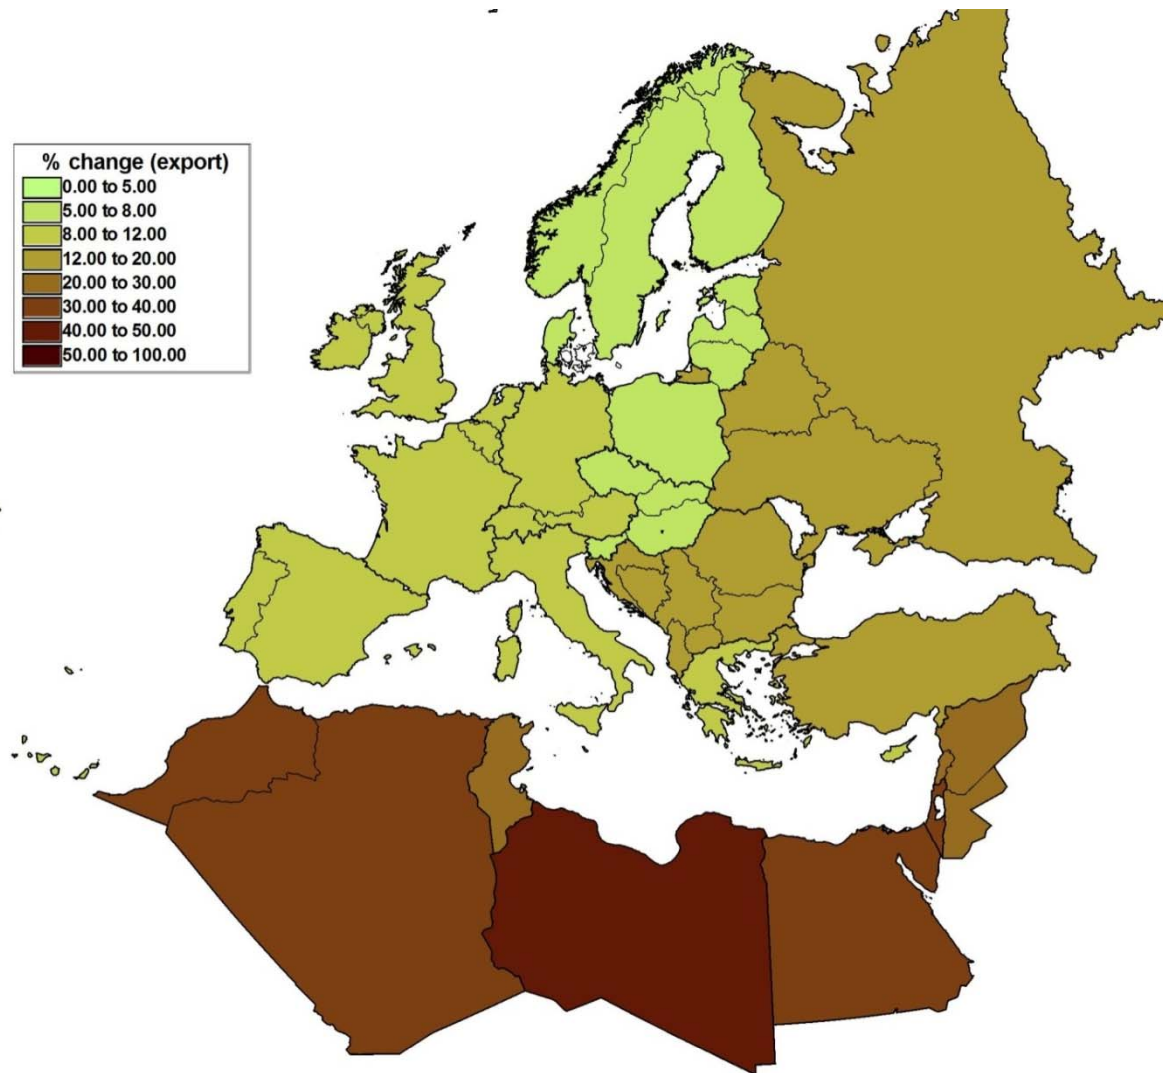 % change (export)
0.00 to 5.00
5.00 to 8.00
8.00 to 12.00
12.00 to 20.00
20.00 to 30.00
30.00 to 40.00
40.00 to 50.00
50.00 to 100.00